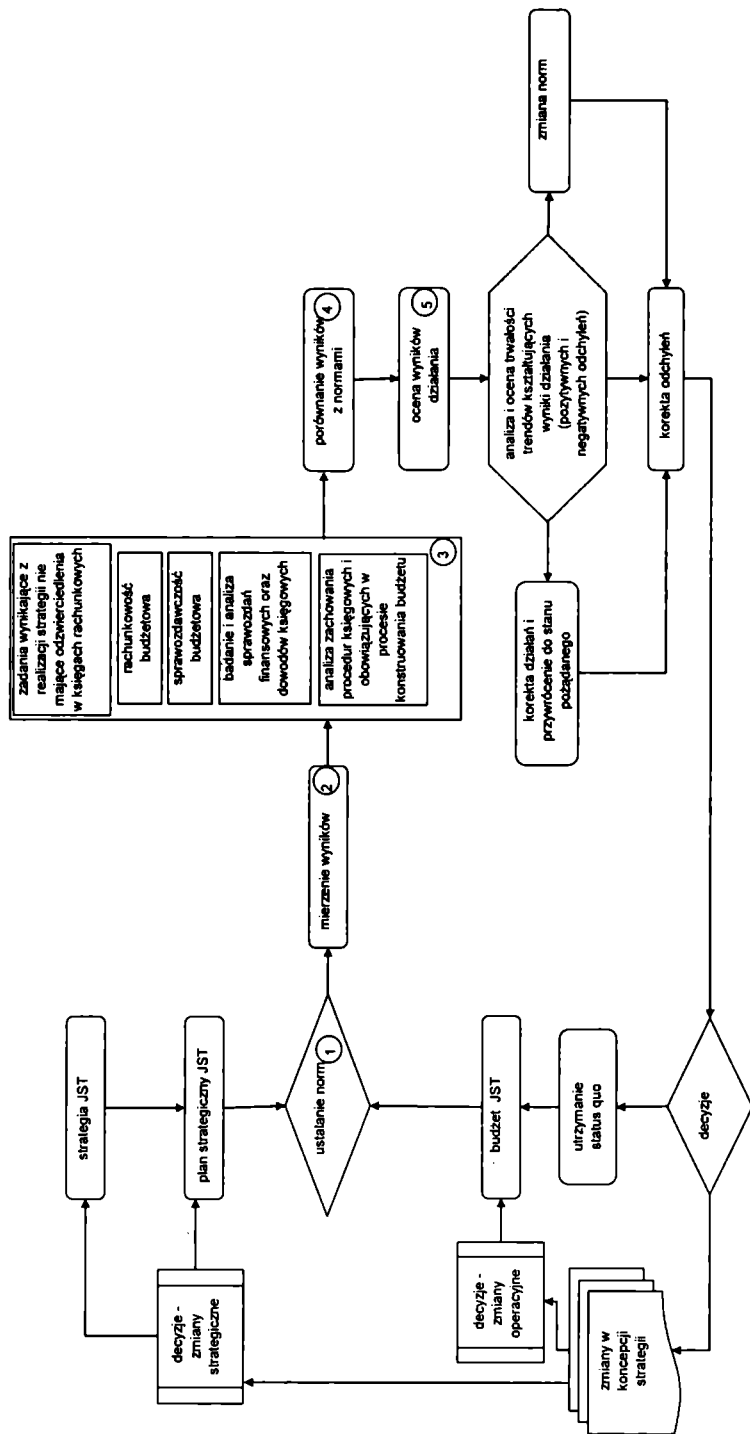 strategia JST
plan strategiczny JST
decyzje -
zmiany
strategiczne
ustalanie norm
1
budżet JST
decyzje -
zmiany
operacyjne
utrzymanie
status quo
zmiany w
koncepcji
strategii
decyzje
mierzenie wyników
2
zadania wynikające z
realizacji strategii nie
mające odzwierciedlenia
w księgach rachunkowych
rachunkowość
budżetowa
sprawozdawczość
budżetowa
badanie i analiza
sprawozdań
finansowych oraz
dowodów księgowych
analiza zachowania
procedur księgowych i
obowiązujących w
procesie
konstruowania budżetu
3
porównanie wyników
z normami
4
ocena wyników
działania
5
analiza i ocena trwałości
trendów kształtujących
wyniki działania
(pozytywnych i
negatywnych odchyleń)
zmiana norm
korekta działań i
przywrócenie do stanu
pożądanego
korekta odchyleń